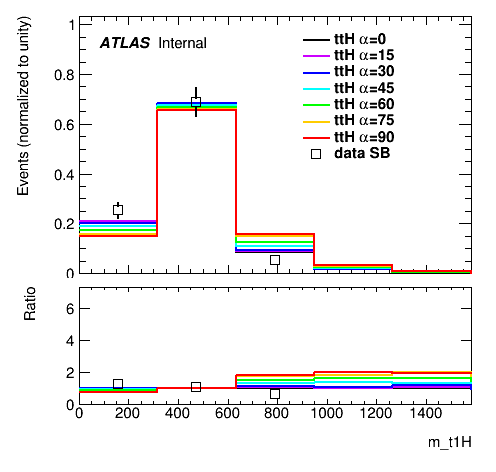 ATLAS Internal
ttH α=0
ttH α=15
ttH α=30
ttH α=45
ttH α=60
ttH α=75
ttH α=90
data SB
Events (normalized to unity)
1
0.8
0.6
0.4
0.2
0
Ratio
6
4
2
0
0 200 400 600 800 1000 1200 1400
m_t1H